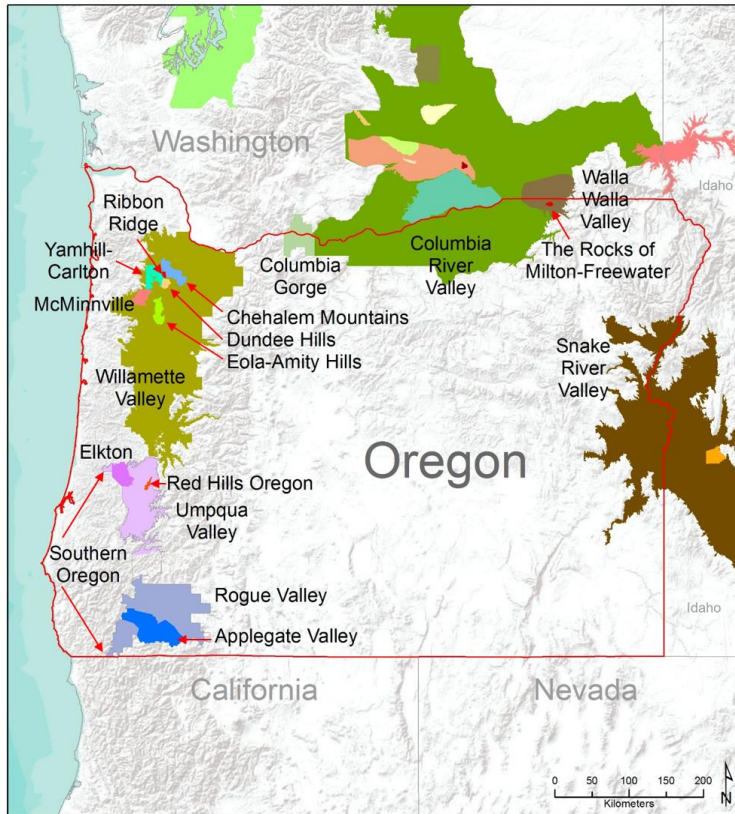 Washington
Idaho
Ribbon
Ridge
Yamhill-
Carlton
McMinnville
Columbia
Gorge
Columbia
River
Valley
Walla
Walla
Valley
The Rocks of
Milton-Freewater
Chehalem Mountains
Dundee Hills
Eola-Amity Hills
Willamette
Valley
Snake
River
Valley
Oregon
Elkton
Red Hills Oregon
Umpqua
Valley
Southern
Oregon
Rogue Valley
Applegate Valley
Idaho
California
Nevada
0 50 100 150 200
Kilometers
N